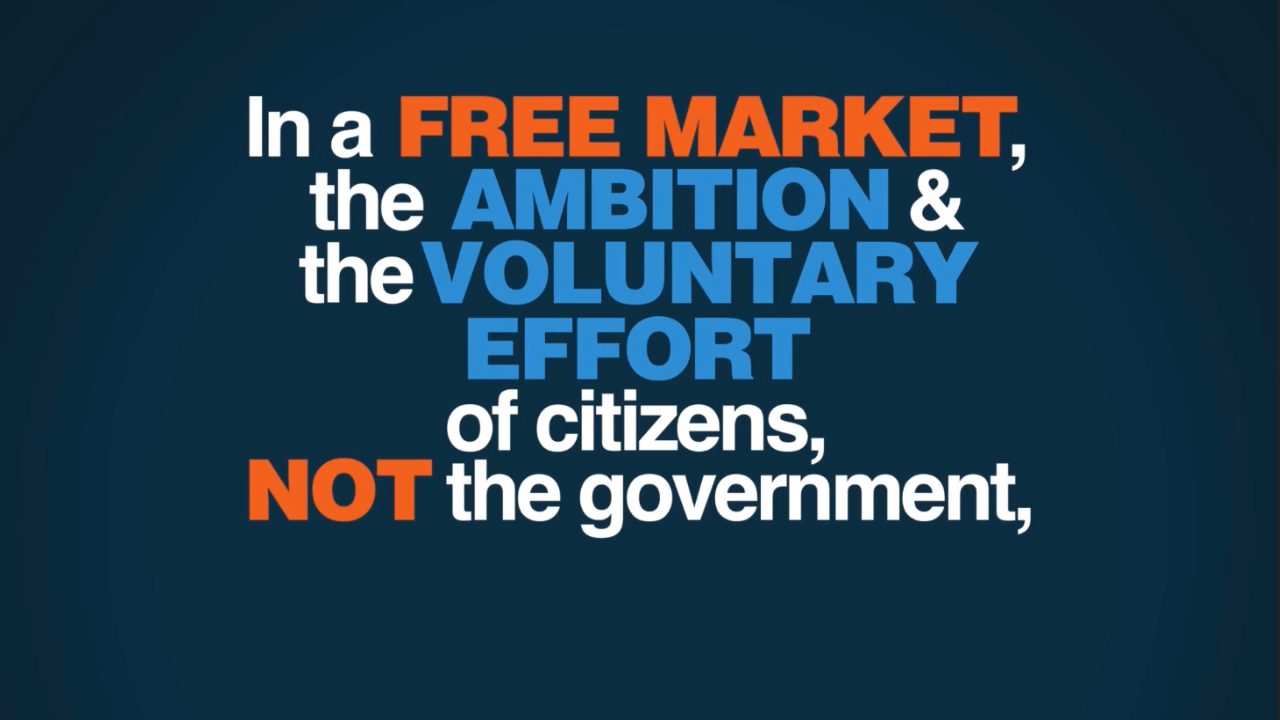 In a FREE MARKET,
the AMBITION &
the VOLUNTARY
EFFORT
of citizens,
NOT the government,